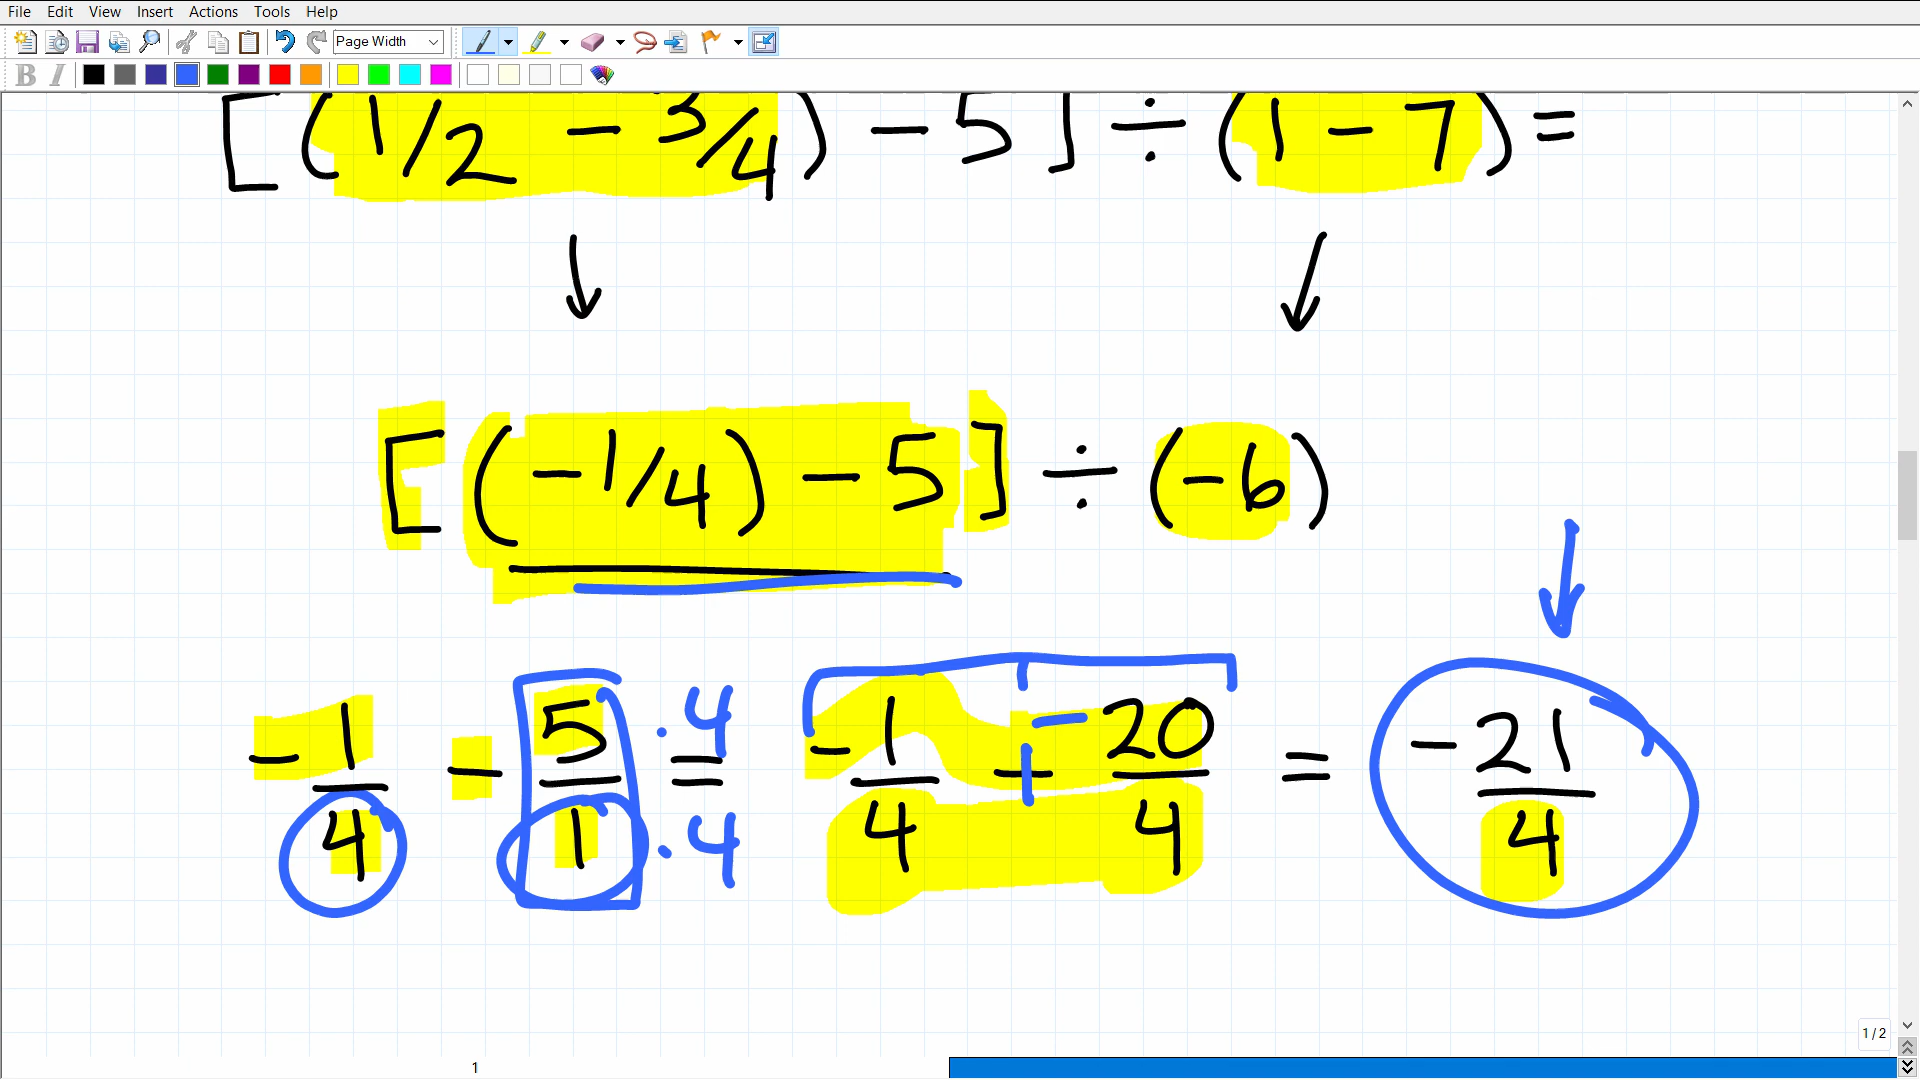 File Edit View Insert Actions Tools Help
Page Width
B I
[(1/2 - 3/4) - 5] ÷ (1 - 7) =
[(-1/4) - 5] ÷ (-6)
-1/4 - 5/1 ·4/·4 = -1/4 + -20/4 = -21/4
1/2
1